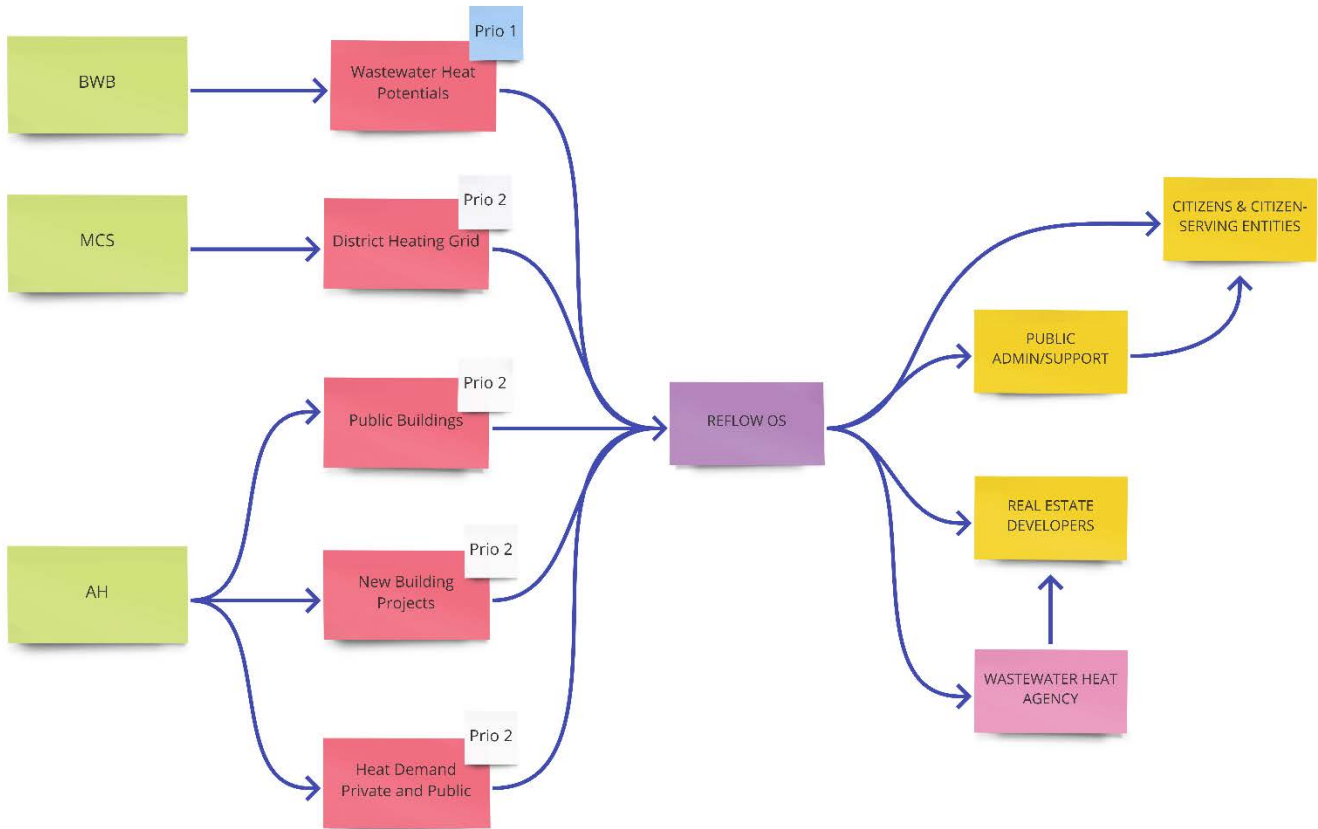 BWB
Prio 1
Wastewater Heat
Potentials
MCS
Prio 2
District Heating Grid
Prio 2
Public Buildings
AH
Prio 2
New Building
Projects
Prio 2
Heat Demand
Private and Public
REFLOW OS
CITIZENS & CITIZEN-
SERVING ENTITIES
PUBLIC
ADMIN/SUPPORT
REAL ESTATE
DEVELOPERS
WASTEWATER HEAT
AGENCY